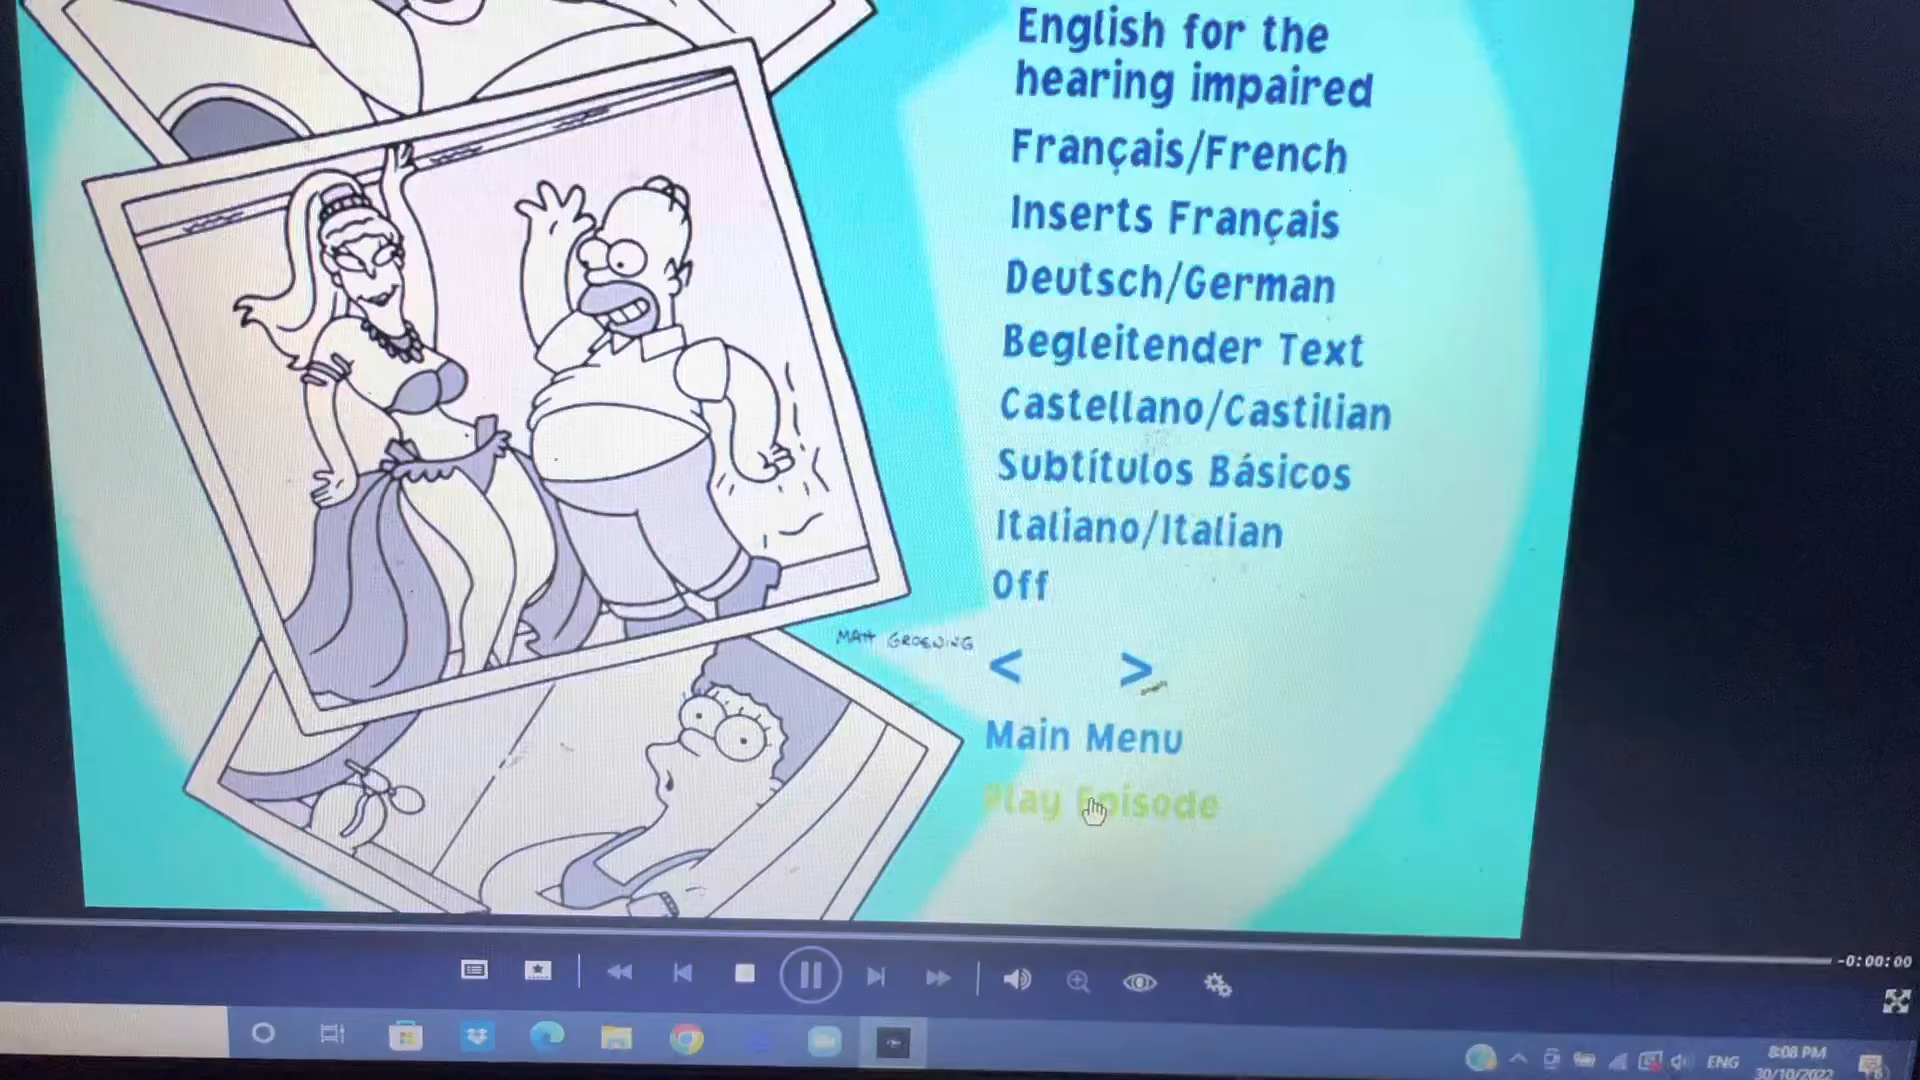 English for the
hearing impaired
Français/French
Inserts Français
Deutsch/German
Begleitender Text
Castellano/Castilian
Subtítulos Básicos
Italiano/Italian
Off
MATT GROENING
< >
Main Menu
Play Episode
-0:00:00
ENG
8:08 PM
30/10/2022